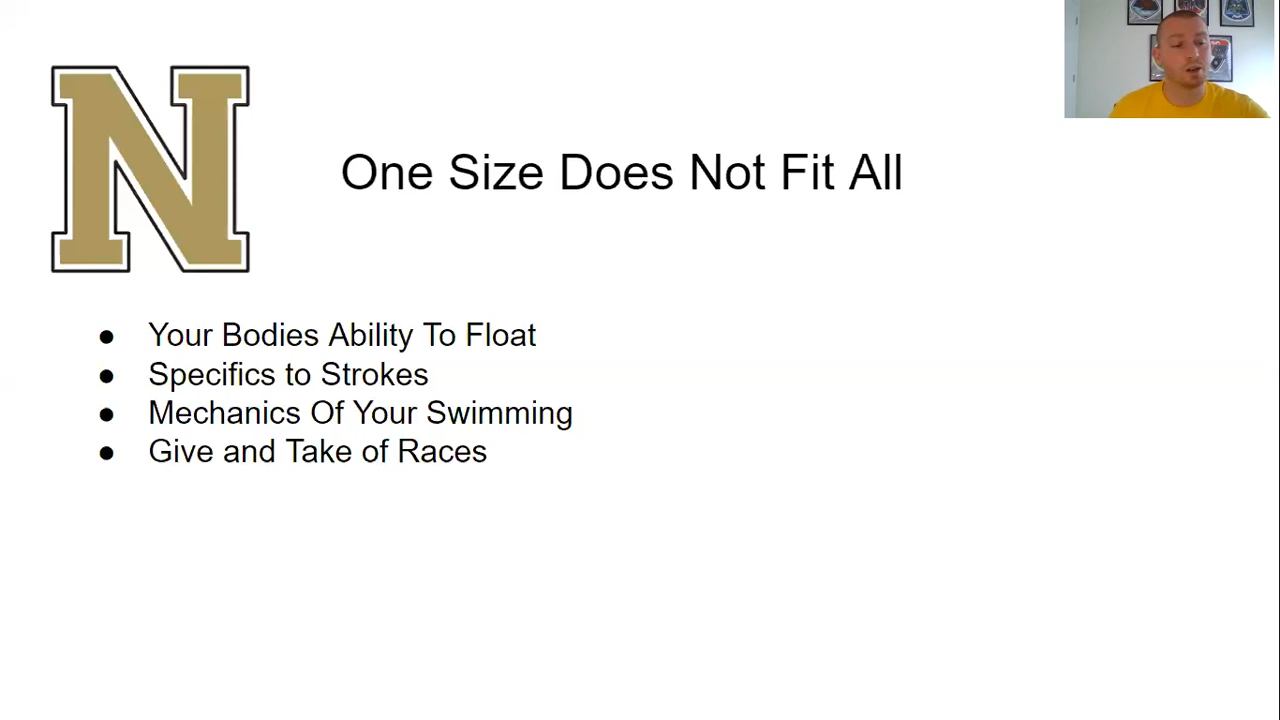 N
One Size Does Not Fit All
● Your Bodies Ability To Float
● Specifics to Strokes
● Mechanics Of Your Swimming
● Give and Take of Races